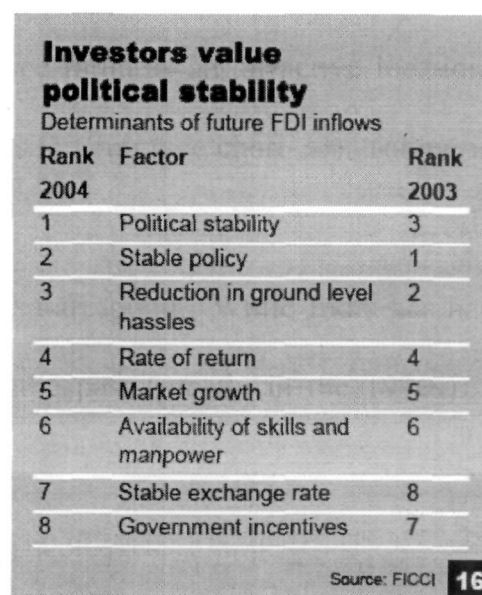 Investors value
political stability
Determinants of future FDI inflows
Rank Factor Rank
2004 2003
1 Political stability 3
2 Stable policy 1
3 Reduction in ground level 2
hassles
4 Rate of return 4
5 Market growth 5
6 Availability of skills and 6
manpower
7 Stable exchange rate 8
8 Government incentives 7
Source: FICCI 16